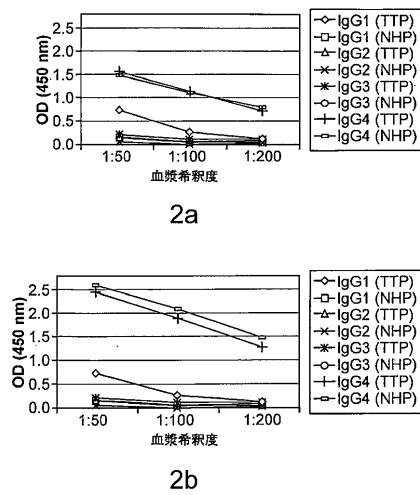 OD (450 nm)
2.5
2.0
1.5
1.0
0.5
0.0
1:50 1:100 1:200
血漿希釈度
IgG1 (TTP)
IgG1 (NHP)
IgG2 (TTP)
IgG2 (NHP)
IgG3 (TTP)
IgG3 (NHP)
IgG4 (TTP)
IgG4 (NHP)
2a
OD (450 nm)
2.5
2.0
1.5
1.0
0.5
0.0
1:50 1:100 1:200
血漿希釈度
IgG1 (TTP)
IgG1 (NHP)
IgG2 (TTP)
IgG2 (NHP)
IgG3 (TTP)
IgG3 (NHP)
IgG4 (TTP)
IgG4 (NHP)
2b